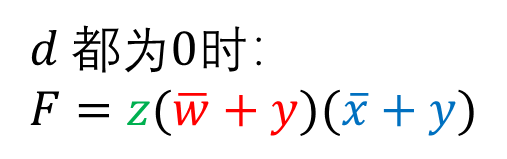 d 都为0时:
F = z(w̅ + y)(x̅ + y)